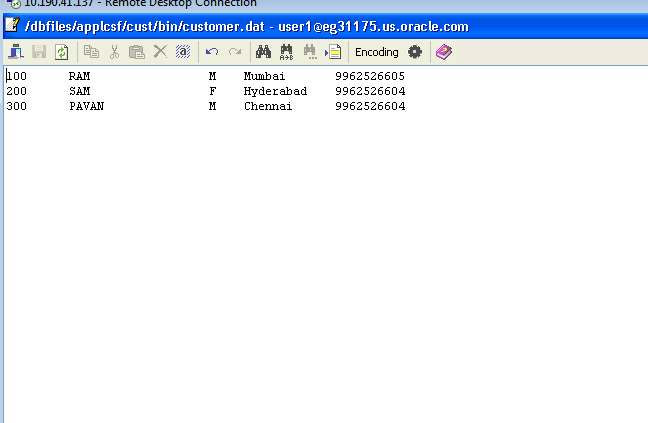 10.190.41.137 - Remote Desktop Connection
/dbfiles/applcsf/cust/bin/customer.dat - user1@eg31175.us.oracle.com
Encoding
100 RAM M Mumbai 9962526605
200 SAM F Hyderabad 9962526604
300 PAVAN M Chennai 9962526604